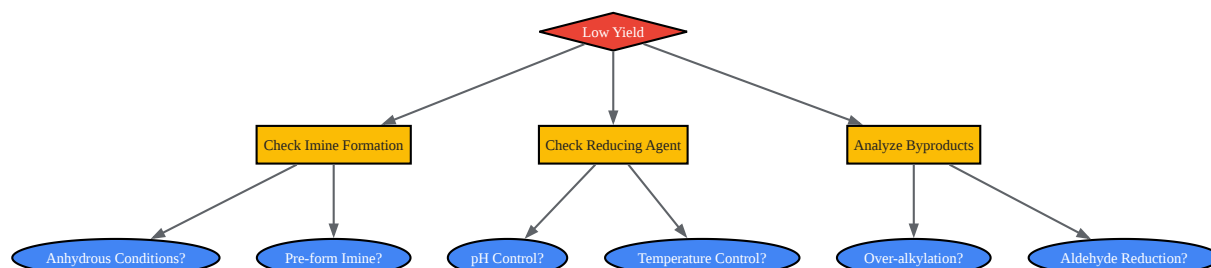 Low Yield
Check Imine Formation
Check Reducing Agent
Analyze Byproducts
Anhydrous Conditions?
Pre-form Imine?
pH Control?
Temperature Control?
Over-alkylation?
Aldehyde Reduction?